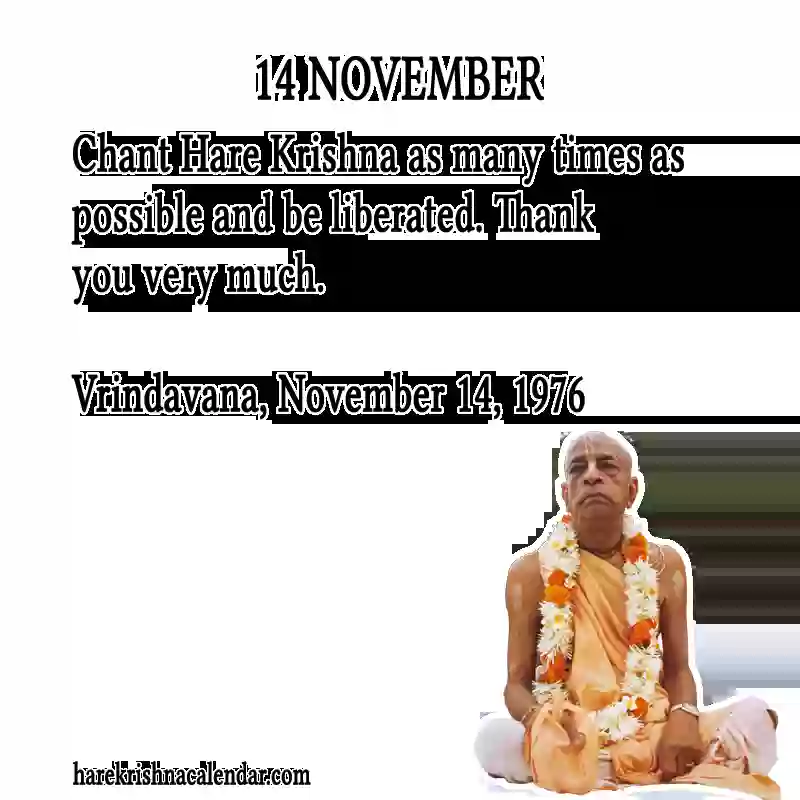 14 NOVEMBER
Chant Hare Krishna as many times as
possible and be liberated. Thank
you very much.
Vrindavana, November 14, 1976
harekrishnacalendar.com